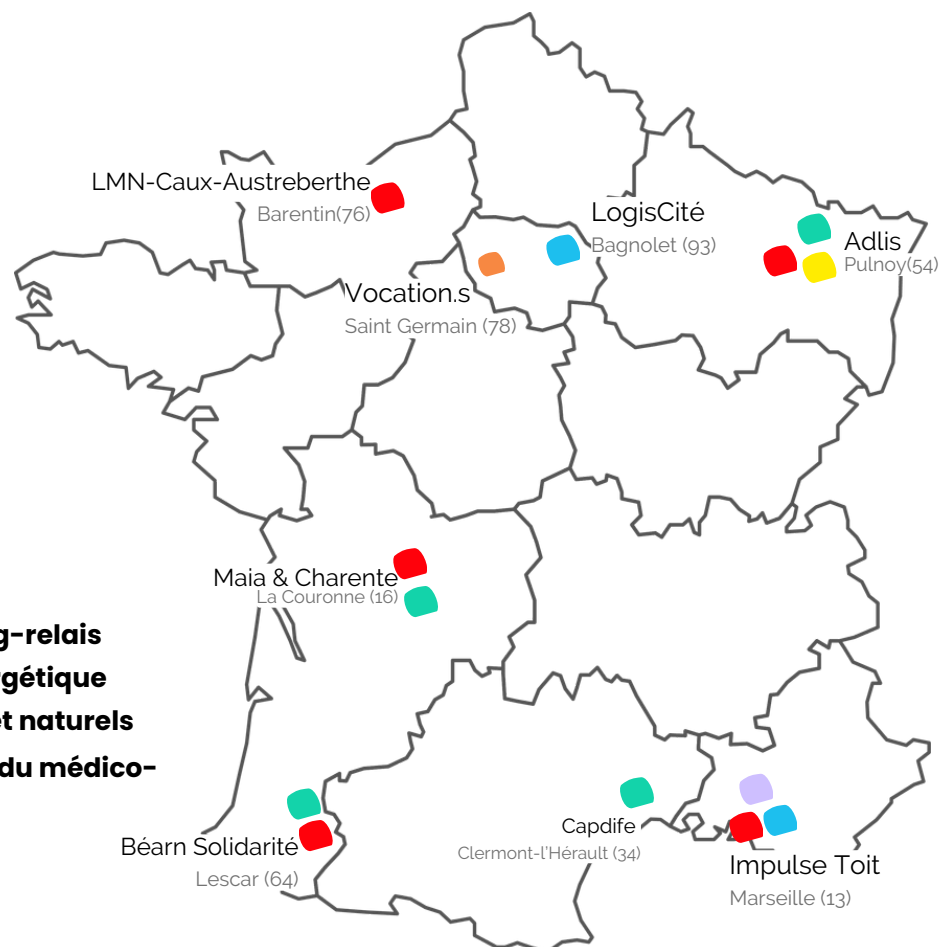 LMN-Caux-Austreberthe
Barentin(76)
LogisCité
Bagnolet (93)
Adlis
Pulnoy(54)
Vocation.s
Saint Germain (78)
Maia & Charente
La Couronne (16)
g-relais
rgétique
et naturels
du médico-
Béarn Solidarité
Lescar (64)
Capdife
Clermont-l'Hérault (34)
Impulse Toit
Marseille (13)